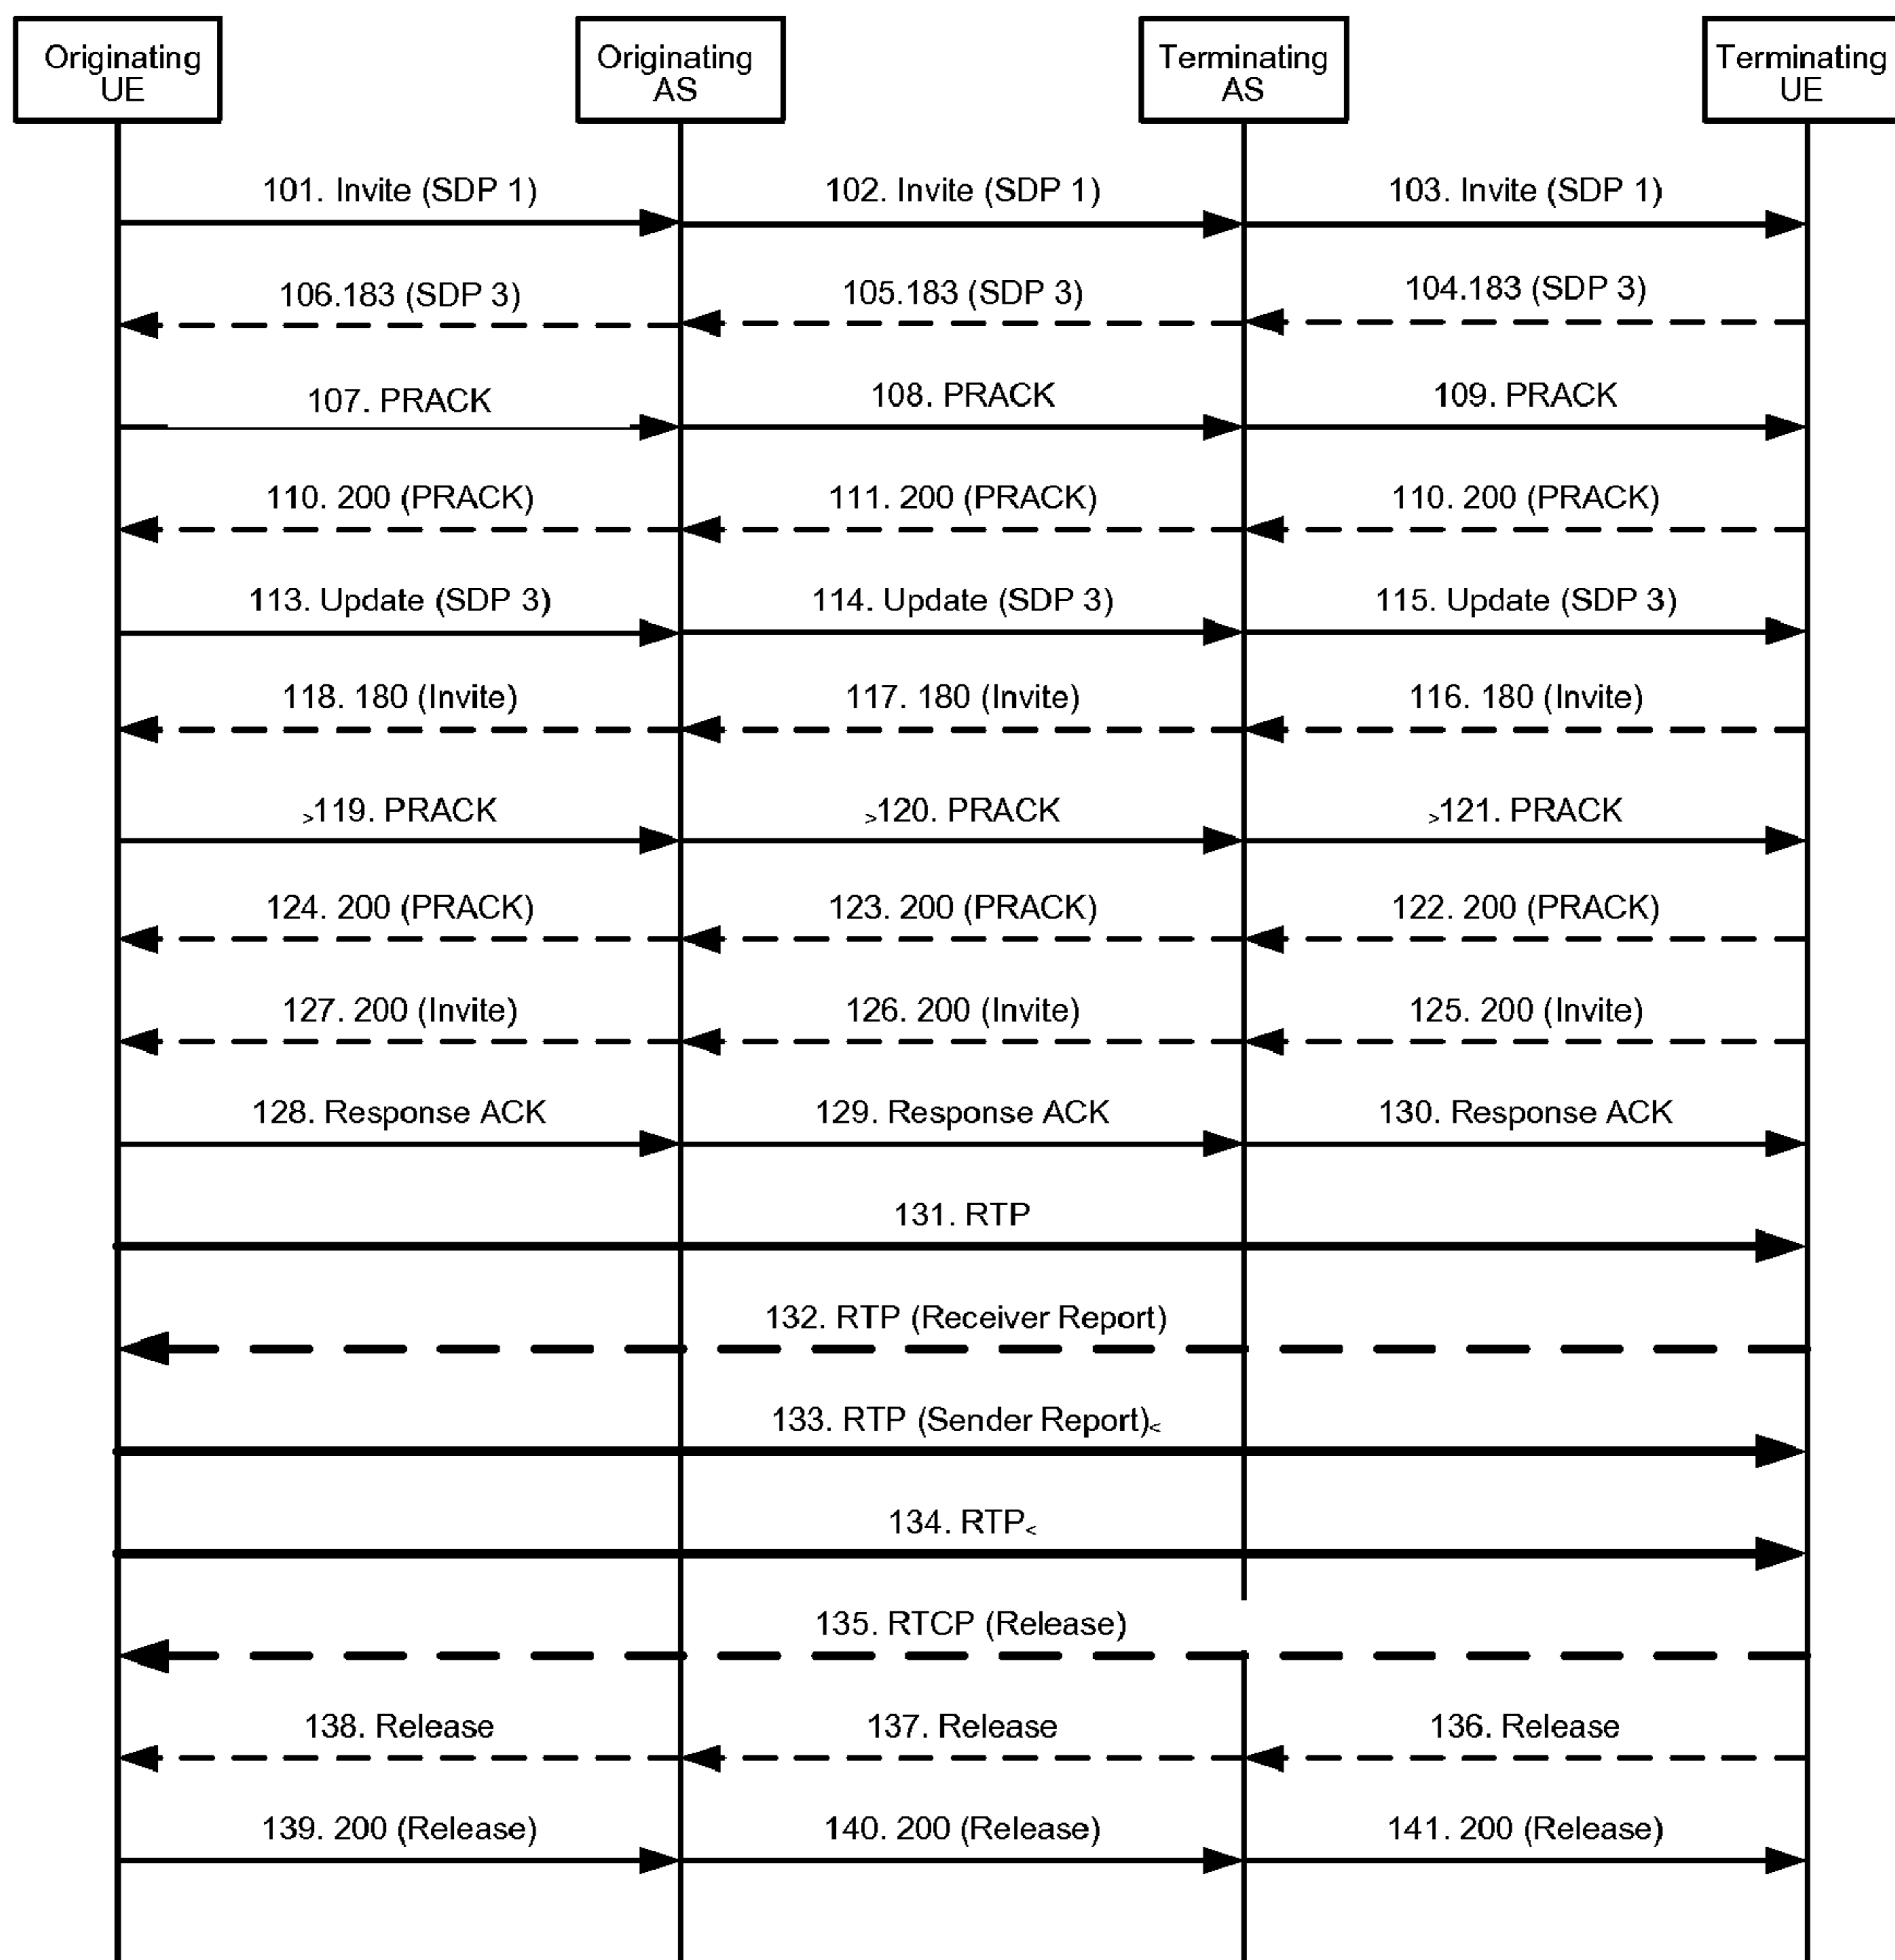 Originating
UE
Originating
AS
Terminating
AS
Terminating
UE
101. Invite (SDP 1)
102. Invite (SDP 1)
103. Invite (SDP 1)
106.183 (SDP 3)
105.183 (SDP 3)
104.183 (SDP 3)
107. PRACK
108. PRACK
109. PRACK
110. 200 (PRACK)
111. 200 (PRACK)
110. 200 (PRACK)
113. Update (SDP 3)
114. Update (SDP 3)
115. Update (SDP 3)
118. 180 (Invite)
117. 180 (Invite)
116. 180 (Invite)
>119. PRACK
>120. PRACK
>121. PRACK
124. 200 (PRACK)
123. 200 (PRACK)
122. 200 (PRACK)
127. 200 (Invite)
126. 200 (Invite)
125. 200 (Invite)
128. Response ACK
129. Response ACK
130. Response ACK
131. RTP
132. RTP (Receiver Report)
133. RTP (Sender Report)<
134. RTP<
135. RTCP (Release)
138. Release
137. Release
136. Release
139. 200 (Release)
140. 200 (Release)
141. 200 (Release)